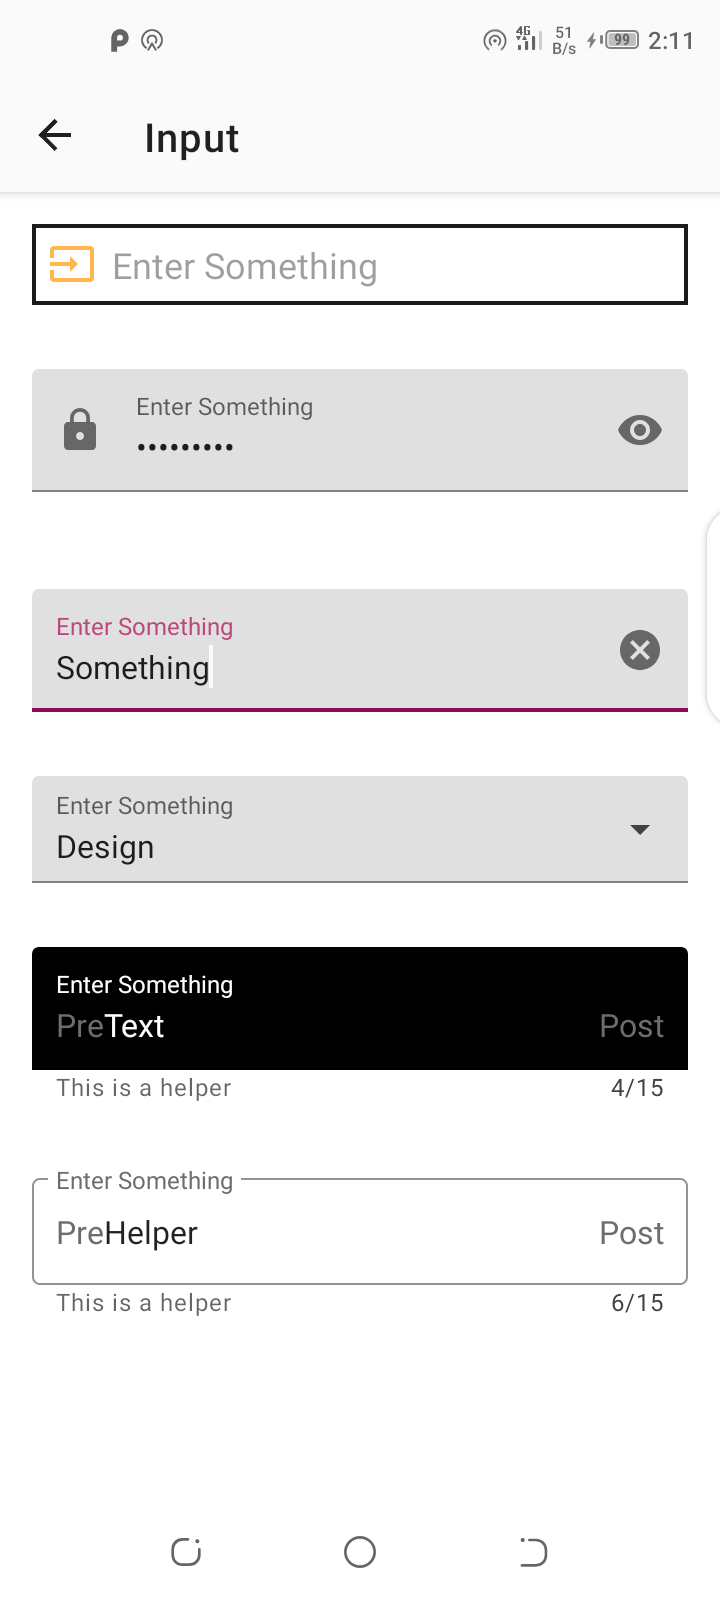 4G 51 B/s 99 2:11
Input
Enter Something
Enter Something
•••••••••
Enter Something
Something
Enter Something
Design
Enter Something
PreText Post
This is a helper 4/15
Enter Something
PreHelper Post
This is a helper 6/15